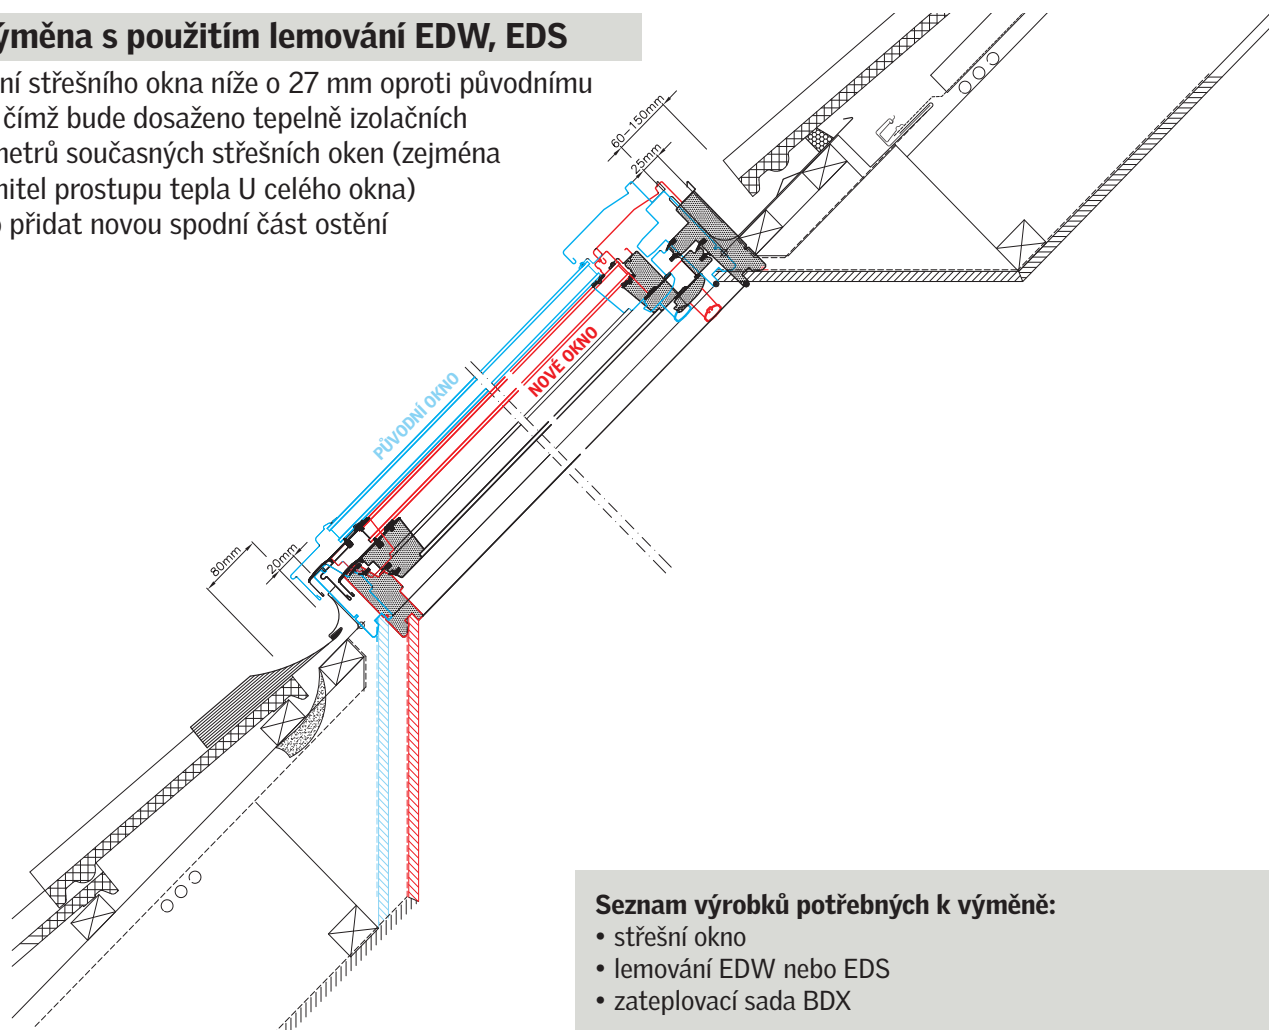 ýměna s použitím lemování EDW, EDS
ní střešního okna níže o 27 mm oproti původnímu
čímž bude dosaženo tepelně izolačních
metrů současných střešních oken (zejména
nitel prostupu tepla U celého okna)
přidat novou spodní část ostění
60–150mm
25mm
PŮVODNÍ OKNO
NOVÉ OKNO
80mm
20mm
Seznam výrobků potřebných k výměně:
• střešní okno
• lemování EDW nebo EDS
• zateplovací sada BDX